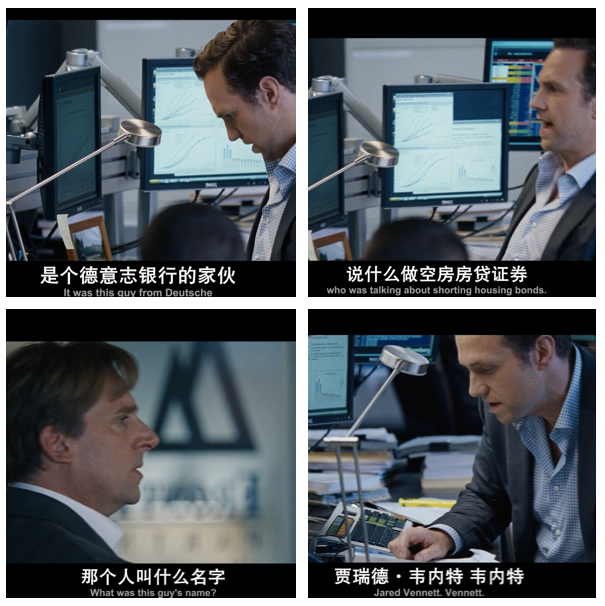 是个德意志银行的家伙
It was this guy from Deutsche
说什么做空房房贷证券
who was talking about shorting housing bonds.
那个人叫什么名字
What was this guy's name?
贾瑞德·韦内特 韦内特
Jared Vennett. Vennett.